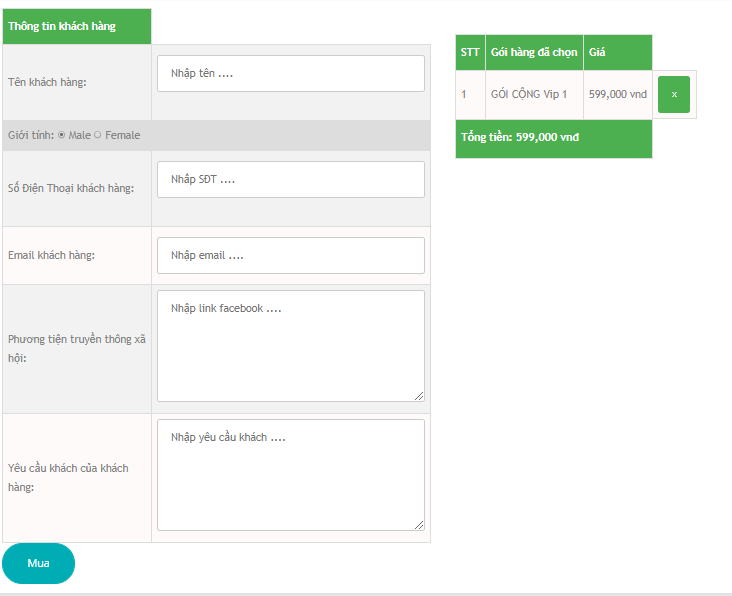 Thông tin khách hàng
Tên khách hàng:
Nhập tên ....
Giới tính: Male Female
Số Điện Thoại khách hàng:
Nhập SĐT ....
Email khách hàng:
Nhập email ....
Phương tiện truyền thông xã
hội:
Nhập link facebook ....
Yêu cầu khách của khách
hàng:
Nhập yêu cầu khách ....
Mua
STT Gói hàng đã chọn Giá
1 GÓI CỘNG Vip 1 599,000 vnd x
Tổng tiền: 599,000 vnđ